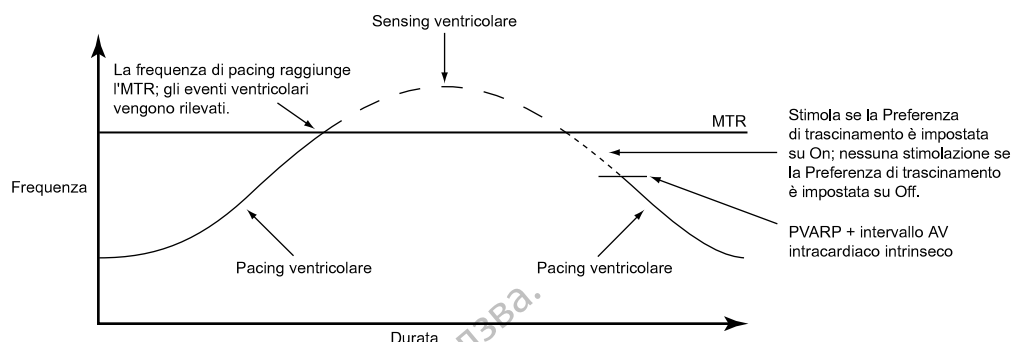 Sensing ventricolare
La frequenza di pacing raggiunge
l'MTR; gli eventi ventricolari
vengono rilevati.
MTR
Stimola se la Preferenza
di trascinamento è impostata
su On; nessuna stimolazione se
la Preferenza di trascinamento
è impostata su Off.
Frequenza
PVARP + intervallo AV
intracardiaco intrinseco
Pacing ventricolare
Pacing ventricolare
Durata